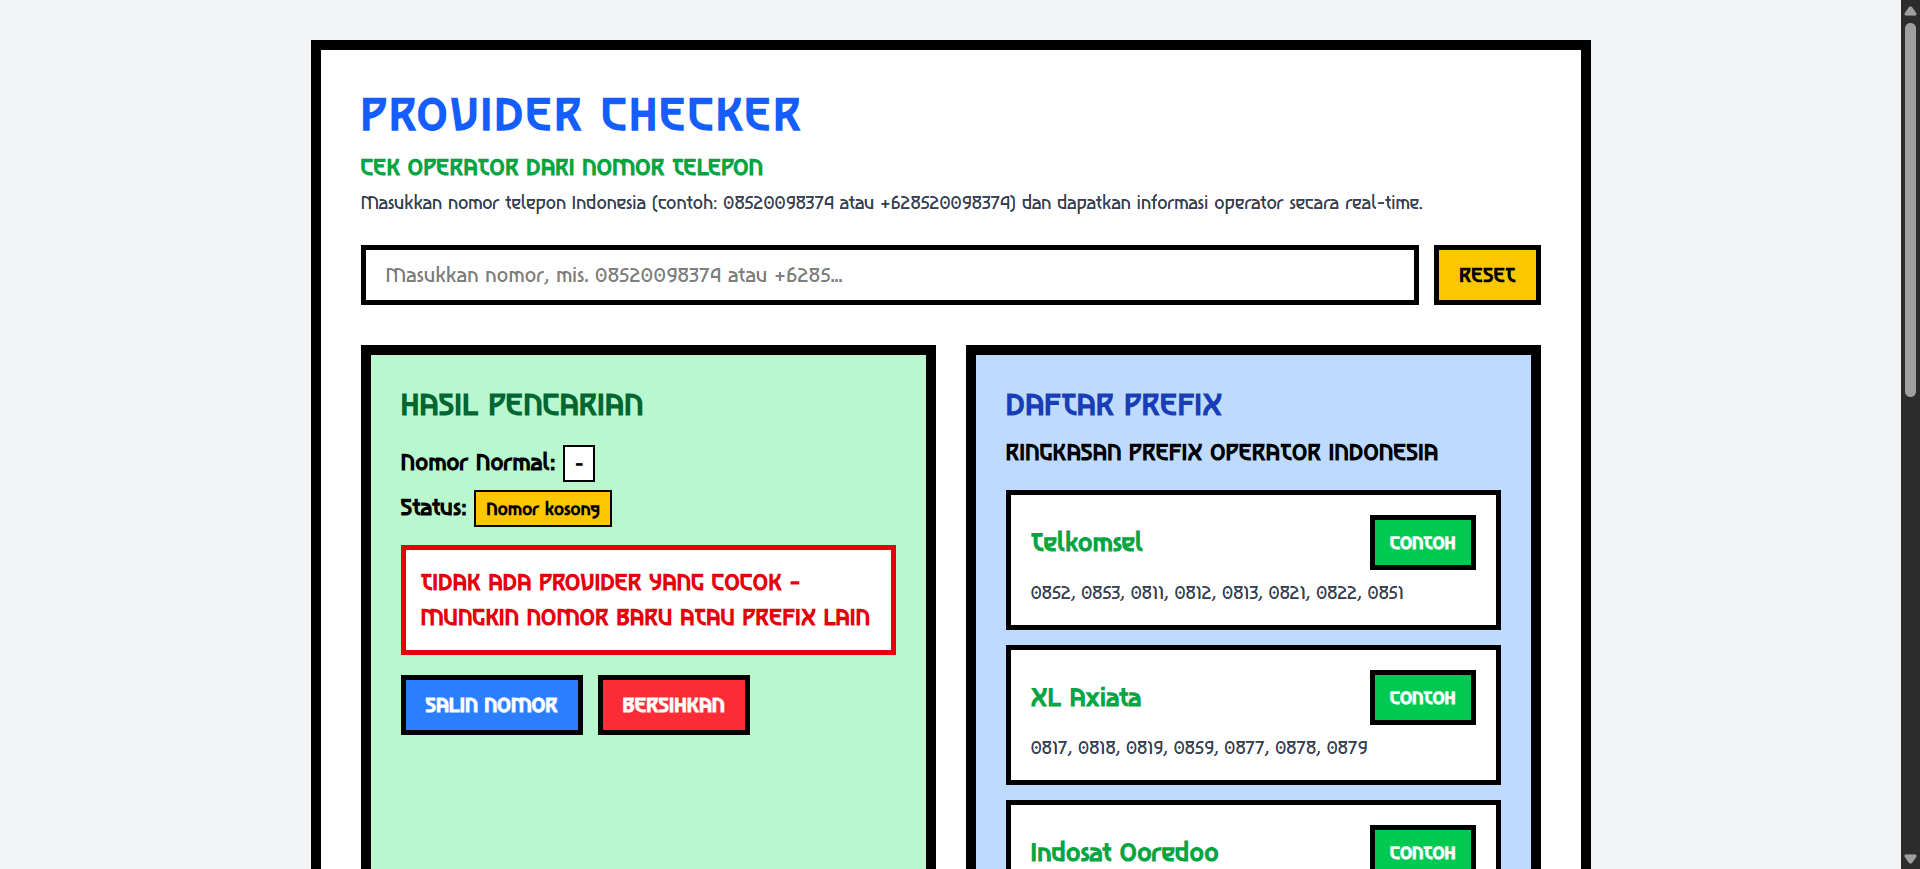 PROVIDER CHECKER
CEK OPERATOR DARI NOMOR TELEPON
Masukkan nomor telepon Indonesia (contoh: 08520098374 atau +628520098374) dan dapatkan informasi operator secara real-time.
Masukkan nomor, mis. 08520098374 atau +6285...
RESET
HASIL PENCARIAN
Nomor Normal: -
Status: Nomor kosong
TIDAK ADA PROVIDER YANG COCOK -
MUNGKIN NOMOR BARU ATAU PREFIX LAIN
SALIN NOMOR
BERSIHKAN
DAFTAR PREFIX
RINGKASAN PREFIX OPERATOR INDONESIA
Telkomsel
CONTOH
0852, 0853, 0811, 0812, 0813, 0821, 0822, 0851
XL Axiata
CONTOH
0817, 0818, 0819, 0859, 0877, 0878, 0879
Indosat Ooredoo
CONTOH